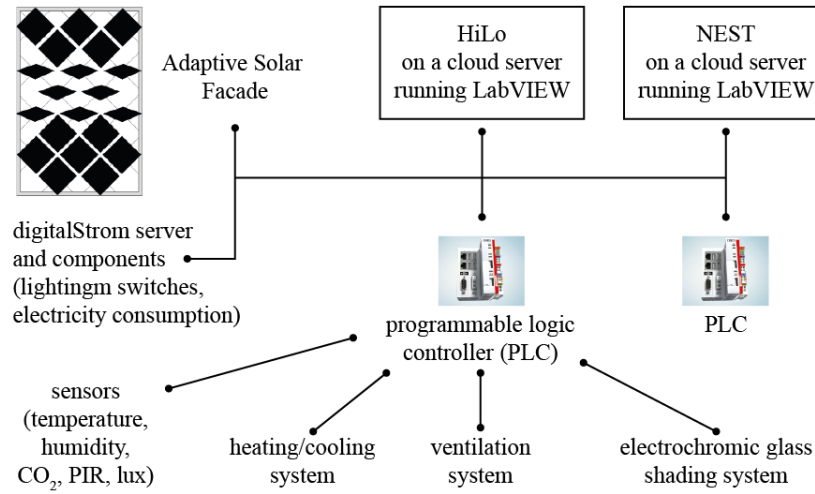 Adaptive Solar
Facade
HiLo
on a cloud server
running LabVIEW
NEST
on a cloud server
running LabVIEW
digitalStrom server
and components
(lightingm switches,
electricity consumption)
programmable logic
controller (PLC)
PLC
sensors
(temperature,
humidity,
CO₂, PIR, lux)
heating/cooling
system
ventilation
system
electrochromic glass
shading system